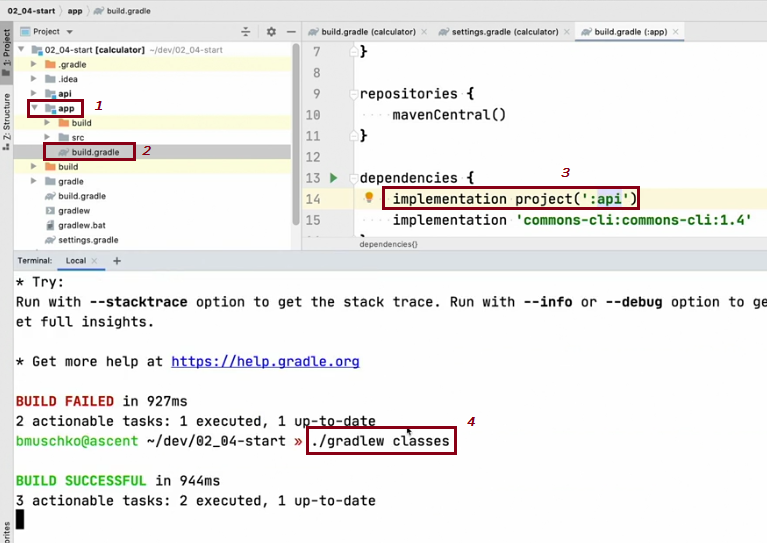 02_04-start app build.gradle
1: Project
Project
build.gradle (calculator) settings.gradle (calculator) build.gradle (:app)
02_04-start [calculator] ~/dev/02_04-start
.gradle
.idea
api
app 1
build
src
build.gradle 2
build
gradle
build.gradle
gradlew
gradlew.bat
settings.gradle
Z: Structure
7 }
8
9 repositories {
10 mavenCentral()
11 }
12
13 dependencies { 3
14 implementation project(':api')
15 implementation 'commons-cli:commons-cli:1.4'
dependencies{}
Terminal: Local +
* Try:
Run with --stacktrace option to get the stack trace. Run with --info or --debug option to ge
et full insights.
* Get more help at https://help.gradle.org
BUILD FAILED in 927ms
2 actionable tasks: 1 executed, 1 up-to-date
bmuschko@ascent ~/dev/02_04-start » ./gradlew classes 4
BUILD SUCCESSFUL in 944ms
3 actionable tasks: 2 executed, 1 up-to-date